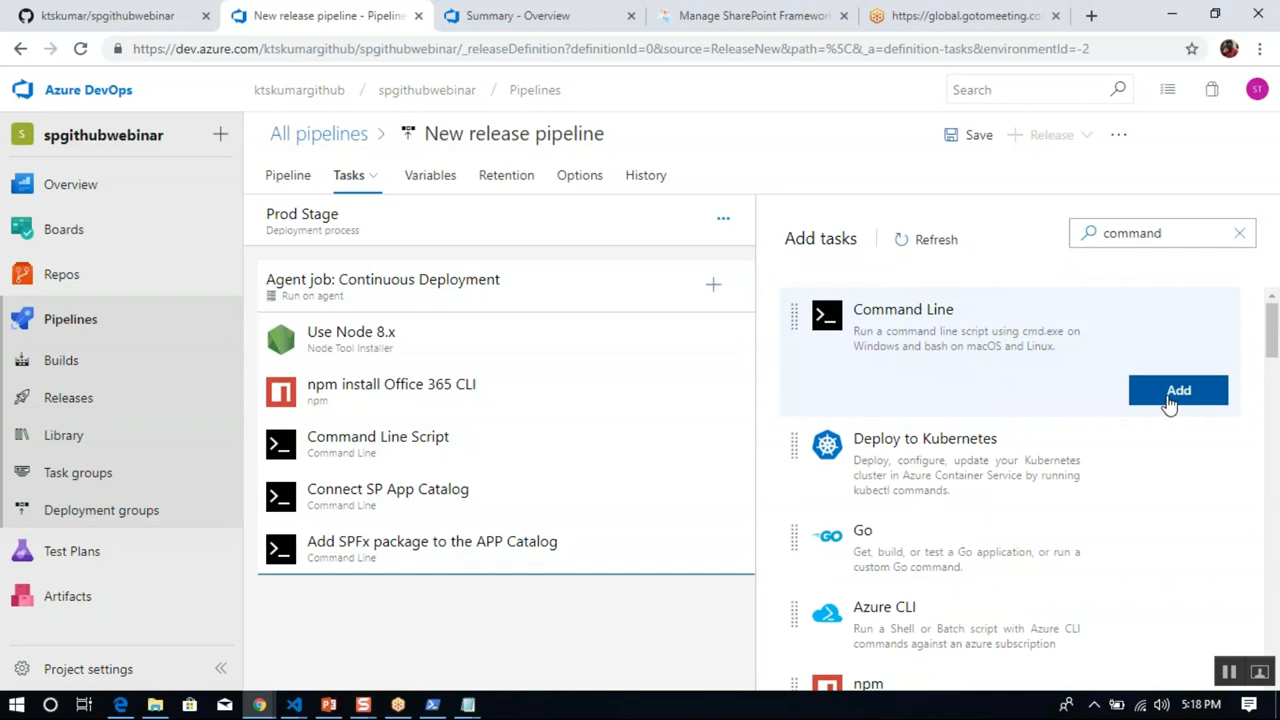 ktskumar/spgithubwebinar
New release pipeline - Pipeline
Summary - Overview
Manage SharePoint Framework
https://global.gotomeeting.co
https://dev.azure.com/ktskumargithub/spgithubwebinar/_releaseDefinition?definitionId=0&source=ReleaseNew&path=%5C&_a=definition-tasks&environmentId=-2
Azure DevOps
ktskumargithub / spgithubwebinar / Pipelines
Search
ST
S
spgithubwebinar
All pipelines > New release pipeline
Save
Release
Overview
Boards
Repos
Pipelines
Builds
Releases
Library
Task groups
Deployment groups
Test Plans
Artifacts
Project settings
Pipeline
Tasks
Variables
Retention
Options
History
Prod Stage
Deployment process
Agent job: Continuous Deployment
Run on agent
Use Node 8.x
Node Tool Installer
npm install Office 365 CLI
npm
Command Line Script
Command Line
Connect SP App Catalog
Command Line
Add SPFx package to the APP Catalog
Command Line
Add tasks
Refresh
command
Command Line
Run a command line script using cmd.exe on
Windows and bash on macOS and Linux.
Add
Deploy to Kubernetes
Deploy, configure, update your Kubernetes
cluster in Azure Container Service by running
kubectl commands.
GO
Go
Get, build, or test a Go application, or run a
custom Go command.
Azure CLI
Run a Shell or Batch script with Azure CLI
commands against an azure subscription
npm
5:18 PM